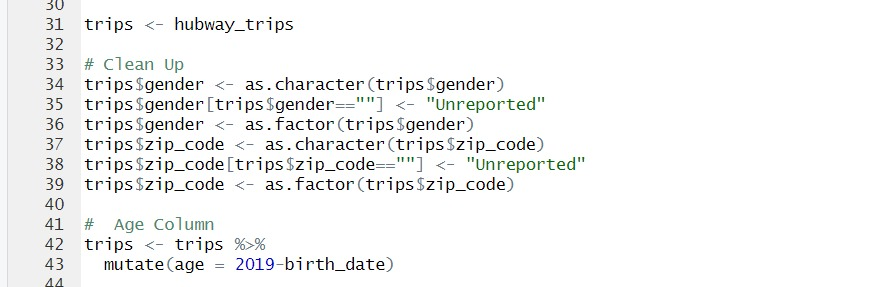 30
31 trips <- hubway_trips
32
33 # Clean Up
34 trips$gender <- as.character(trips$gender)
35 trips$gender[trips$gender==""] <- "Unreported"
36 trips$gender <- as.factor(trips$gender)
37 trips$zip_code <- as.character(trips$zip_code)
38 trips$zip_code[trips$zip_code==""] <- "Unreported"
39 trips$zip_code <- as.factor(trips$zip_code)
40
41 #  Age Column
42 trips <- trips %>%
43   mutate(age = 2019-birth_date)
44